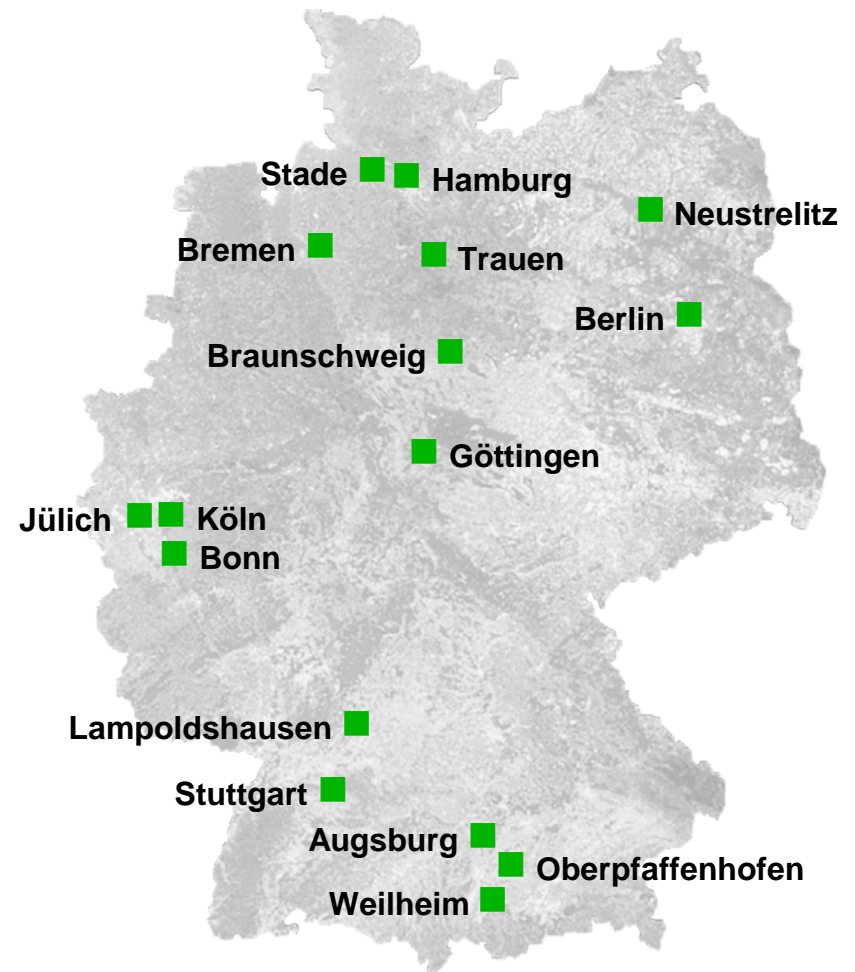 Stade
Hamburg
Neustrelitz
Bremen
Trauen
Berlin
Braunschweig
Göttingen
Jülich
Köln
Bonn
Lampoldshausen
Stuttgart
Augsburg
Oberpfaffenhofen
Weilheim